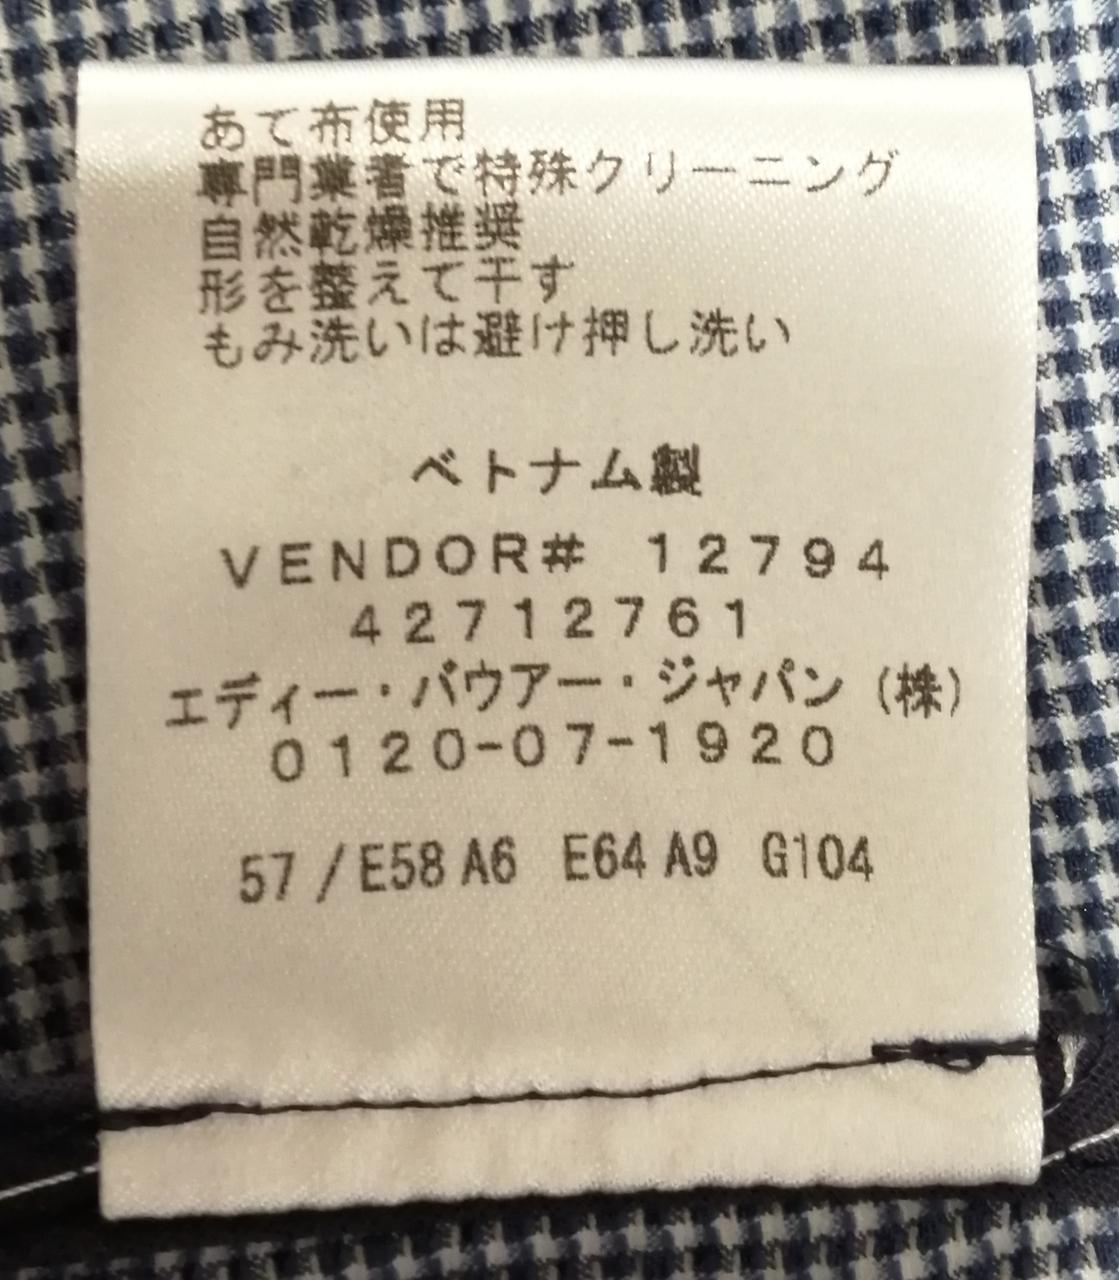 あて布使用
専門業者で特殊クリーニング
自然乾燥推奨
形を整えて干す
もみ洗いは避け押し洗い
ベトナム製
VENDOR# 12794
42712761
エディー・バウアー・ジャパン(株)
0120-07-1920
57/E58 A6 E64 A9 G104